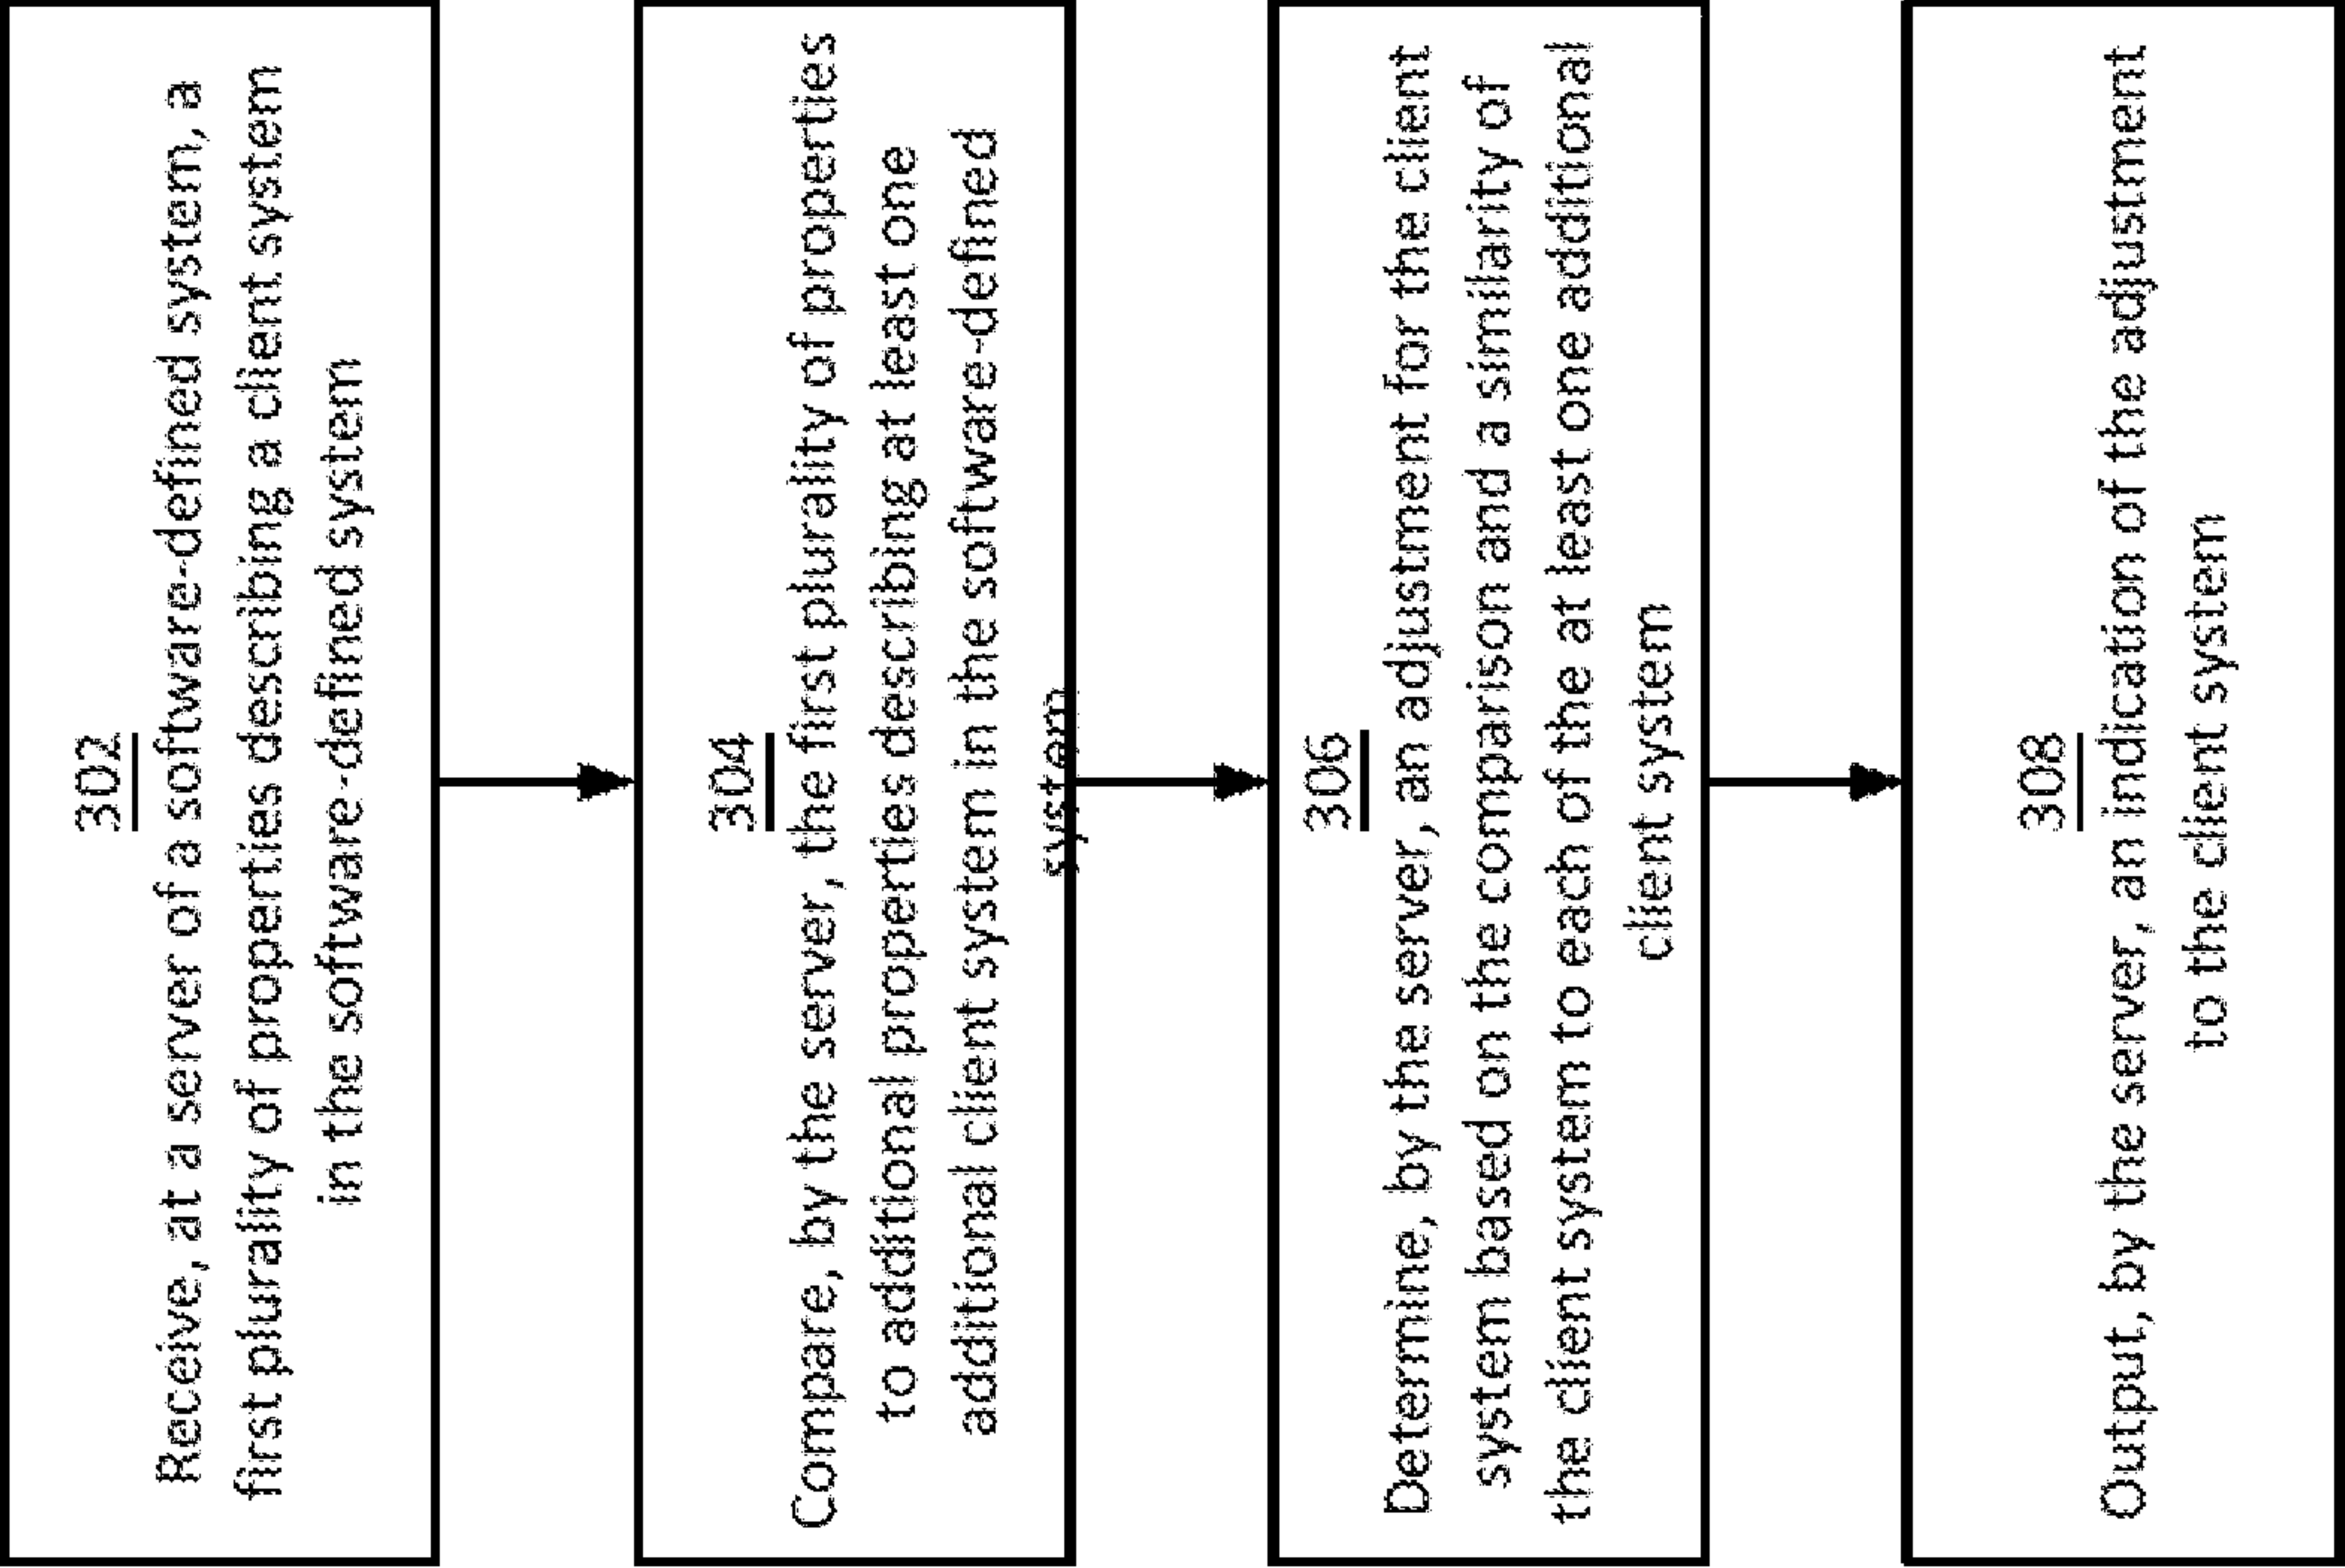 302
Receive, at a server of a software-defined system, a
first plurality of properties describing a client system
in the software-defined system
304
Compare, by the server, the first plurality of properties
to additional properties describing at least one
additional client system in the software-defined
system
306
Determine, by the server, an adjustment for the client
system based on the comparison and a similarity of
the client system to each of the at least one additional
client system
308
Output, by the server, an indication of the adjustment
to the client system